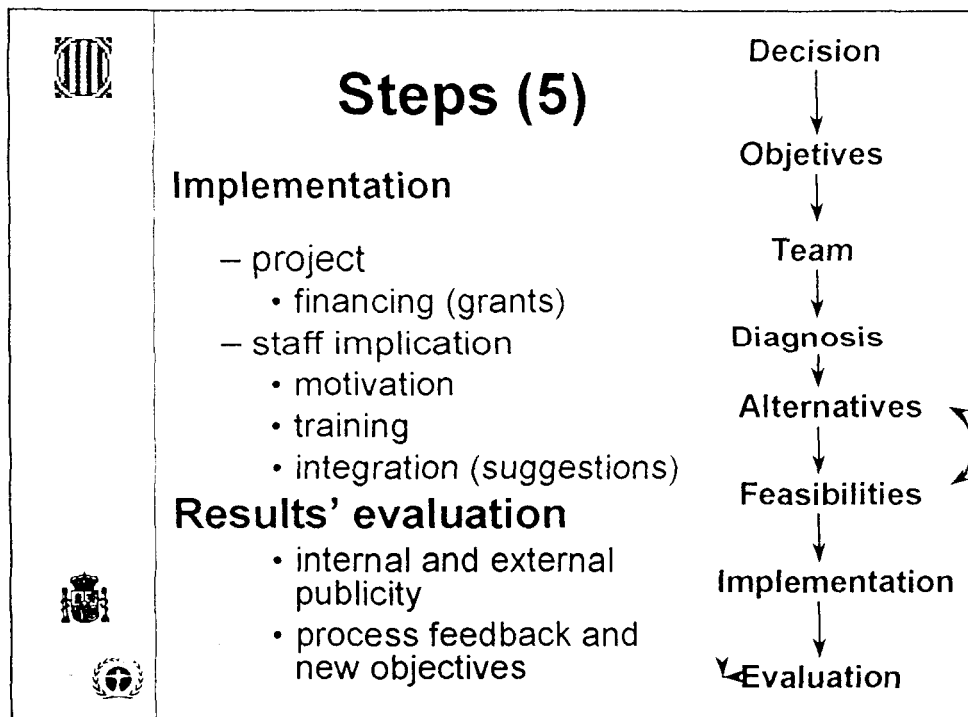 Steps (5)
Implementation
– project
• financing (grants)
– staff implication
• motivation
• training
• integration (suggestions)
Results' evaluation
• internal and external
publicity
• process feedback and
new objectives
Decision
Objetives
Team
Diagnosis
Alternatives
Feasibilities
Implementation
Evaluation